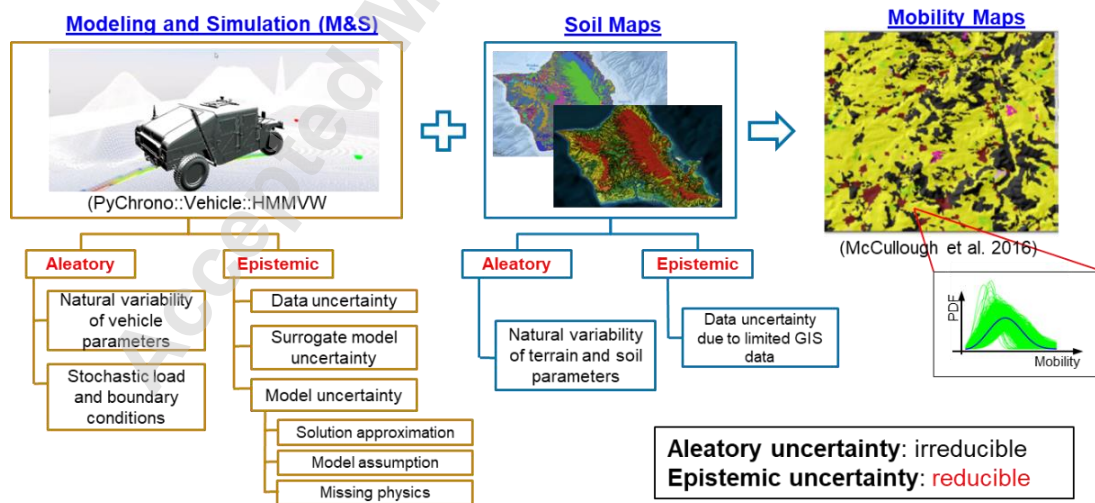 Modeling and Simulation (M&S)
(PyChrono::Vehicle::HMMVW
Aleatory
Epistemic
Natural variability
of vehicle
parameters
Stochastic load
and boundary
conditions
Data uncertainty
Surrogate model
uncertainty
Model uncertainty
Solution approximation
Model assumption
Missing physics
Soil Maps
Aleatory
Epistemic
Natural variability
of terrain and soil
parameters
Data uncertainty
due to limited GIS
data
Mobility Maps
(McCullough et al. 2016)
PDF
Mobility
Aleatory uncertainty: irreducible
Epistemic uncertainty: reducible
Accepted M